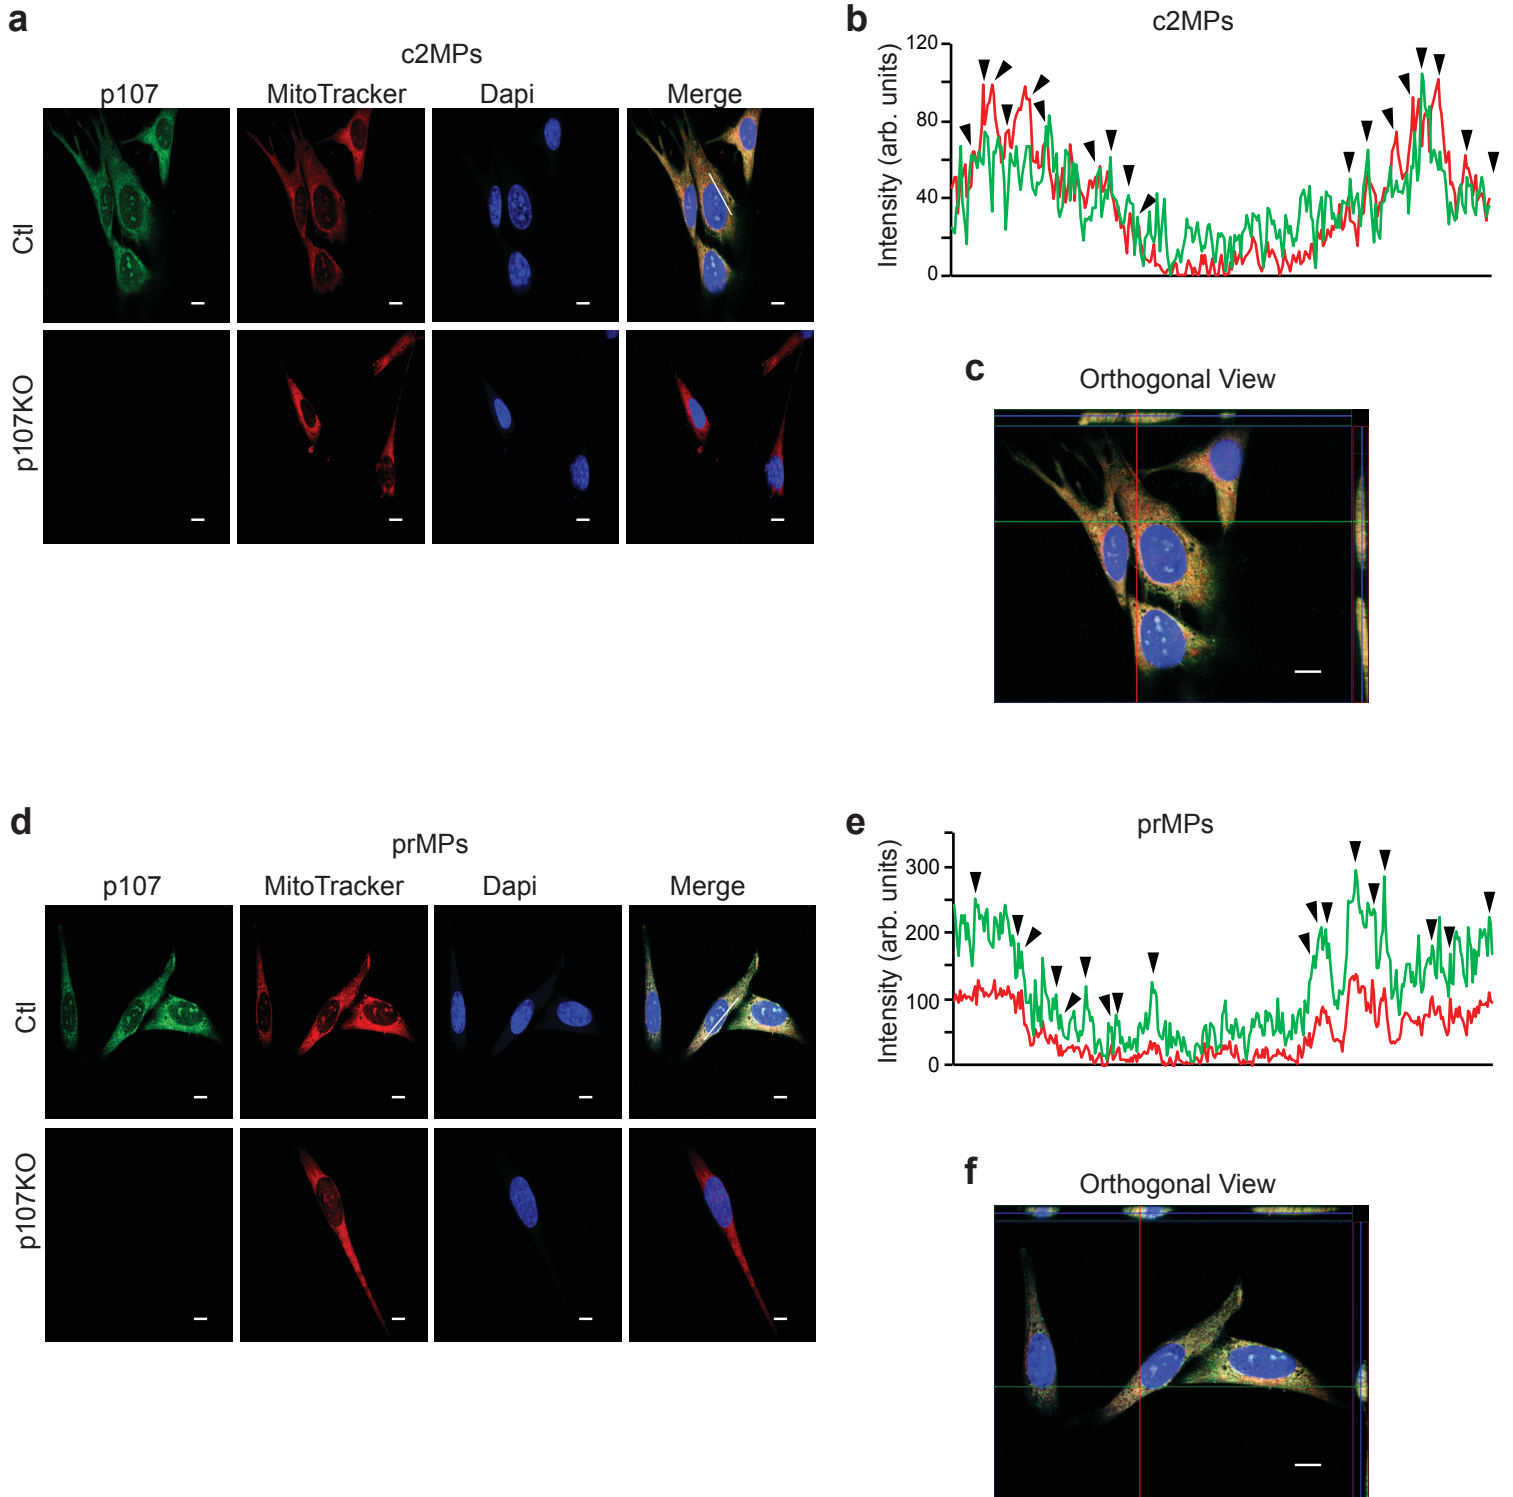 a
c2MPs
p107 MitoTracker Dapi Merge
Ctl
p107KO
b
c2MPs
Intensity (arb. units)
120
80
40
0
c
Orthogonal View
d
prMPs
p107 MitoTracker Dapi Merge
Ctl
p107KO
e
prMPs
Intensity (arb. units)
300
200
100
0
f
Orthogonal View